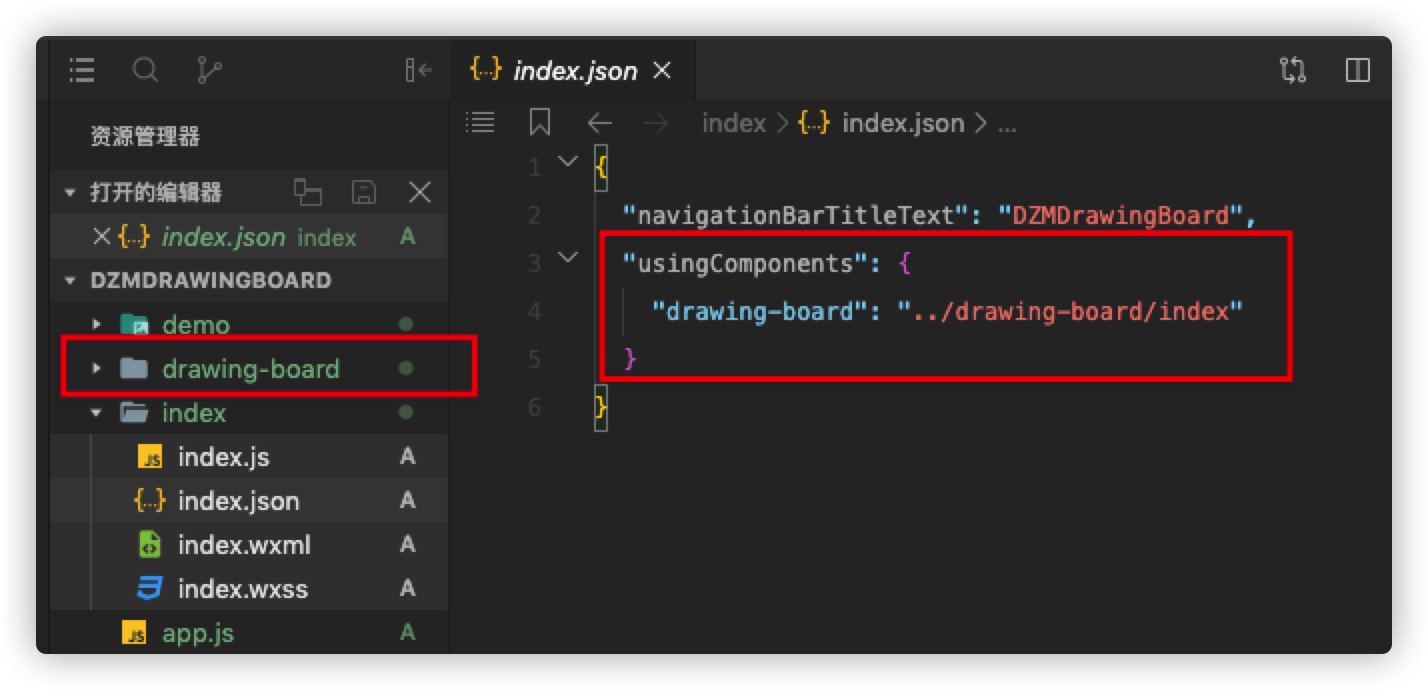 index.json
资源管理器
index > {..} index.json > ...
打开的编辑器
{..} index.json index A
DZMDRAWINGBOARD
demo
drawing-board
index
JS index.js A
{..} index.json A
index.wxml A
index.wxss A
JS app.js A
1 {
2 "navigationBarTitleText": "DZMDrawingBoard",
3 "usingComponents": {
4 "drawing-board": "../drawing-board/index"
5 }
6 }